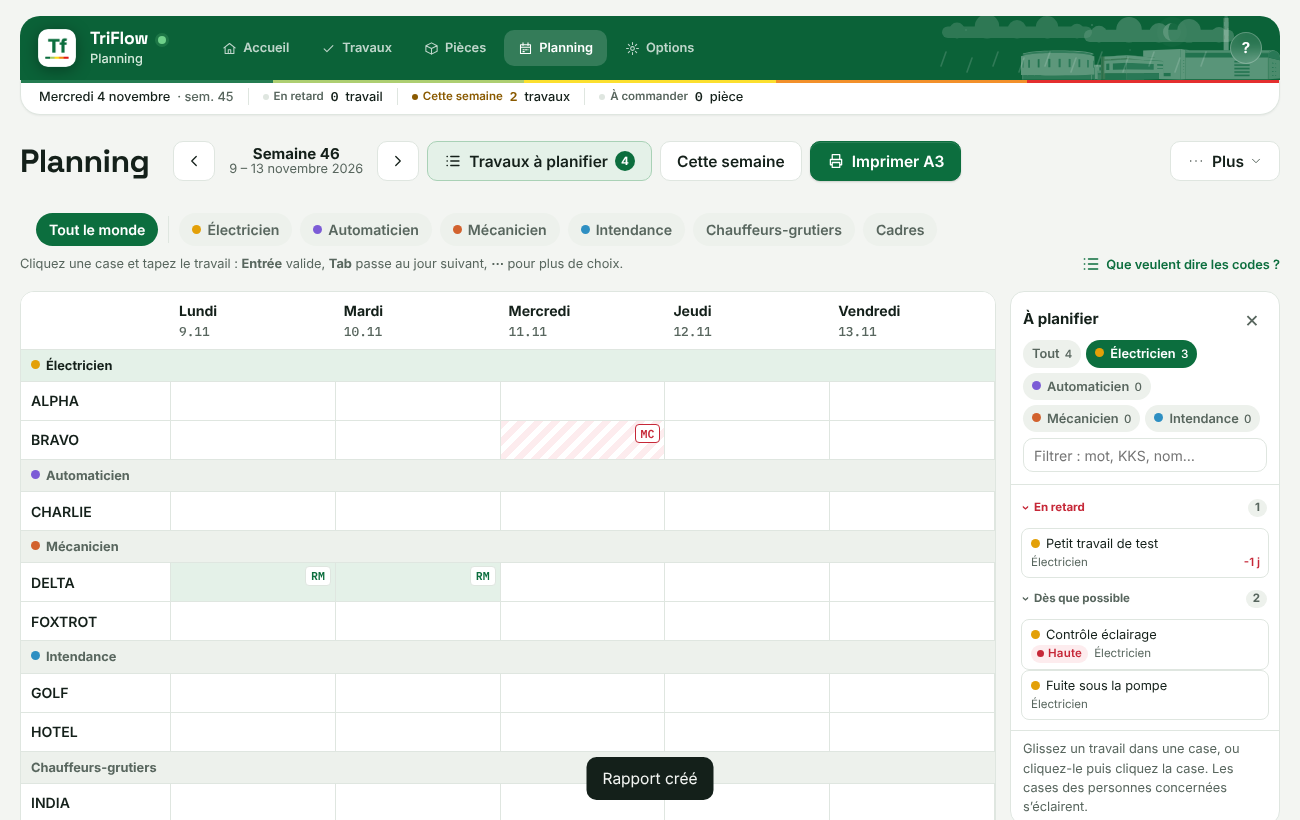 Tf
TriFlow
Planning
Accueil
Travaux
Pièces
Planning
Options
?
Mercredi 4 novembre · sem. 45
En retard 0 travail
Cette semaine 2 travaux
À commander 0 pièce
Planning
Semaine 46
9 – 13 novembre 2026
Travaux à planifier 4
Cette semaine
Imprimer A3
··· Plus
Tout le monde
Électricien
Automaticien
Mécanicien
Intendance
Chauffeurs-grutiers
Cadres
Cliquez une case et tapez le travail : Entrée valide, Tab passe au jour suivant, ··· pour plus de choix.
Que veulent dire les codes ?
Lundi
9.11
Mardi
10.11
Mercredi
11.11
Jeudi
12.11
Vendredi
13.11
Électricien
ALPHA
BRAVO
MC
Automaticien
CHARLIE
Mécanicien
DELTA
RM
RM
FOXTROT
Intendance
GOLF
HOTEL
Chauffeurs-grutiers
INDIA
À planifier
Tout 4
Électricien 3
Automaticien 0
Mécanicien 0
Intendance 0
Filtrer : mot, KKS, nom...
En retard 1
Petit travail de test
Électricien -1 j
Dès que possible 2
Contrôle éclairage
Haute Électricien
Fuite sous la pompe
Électricien
Glissez un travail dans une case, ou
cliquez-le puis cliquez la case. Les
cases des personnes concernées
s’éclairent.
Rapport créé